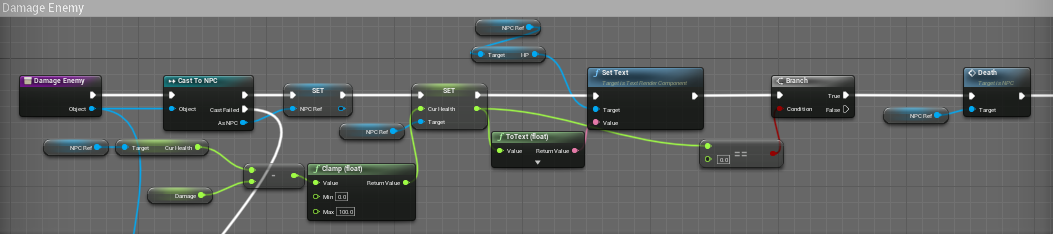 Damage Enemy
NPC Ref
Target HP
Damage Enemy
Object
Cast To NPC
Object
Cast Failed
As NPC
SET
NPC Ref
SET
Cur Health
Target
NPC Ref
Set Text
Target is Text Render Component
Target
Value
Branch
Condition
True
False
Death
Target is NPC
Target
NPC Ref
NPC Ref
Target Cur Health
Damage
-
Clamp (float)
Value Return Value
Min 0.0
Max 100.0
ToText (float)
Value Return Value
0.0 ==